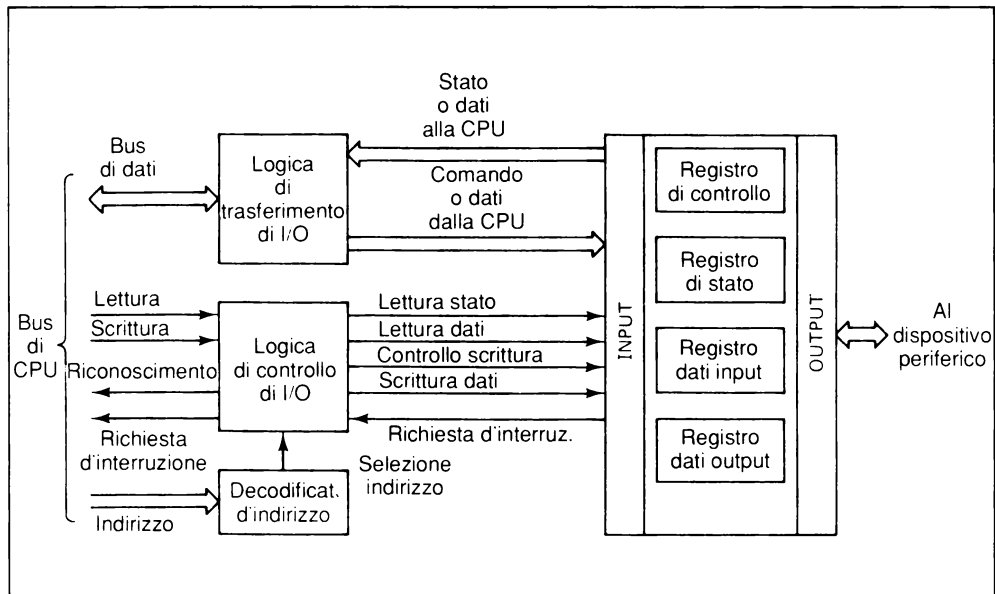 Stato
o dati
alla CPU
Bus
di dati
Logica
di
trasferimento
di I/O
Comando
o dati
dalla CPU
Bus
di
CPU
Lettura
Scrittura
Riconoscimento
Richiesta
d'interruzione
Indirizzo
Logica
di controllo
di I/O
Decodificat.
d'indirizzo
Lettura stato
Lettura dati
Controllo scrittura
Scrittura dati
Richiesta d'interruz.
Selezione
indirizzo
INPUT
Registro
di controllo
Registro
di stato
Registro
dati input
Registro
dati output
OUTPUT
Al
dispositivo
periferico